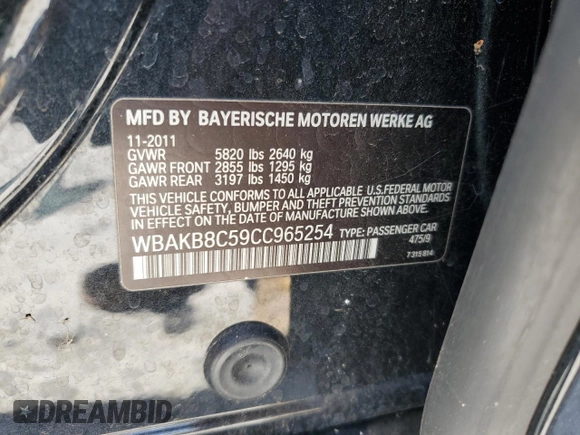 MFD BY BAYERISCHE MOTOREN WERKE AG
11-2011
GVWR 5820 lbs 2640 kg
GAWR FRONT 2855 lbs 1295 kg
GAWR REAR 3197 lbs 1450 kg
THIS VEHICLE CONFORMS TO ALL APPLICABLE U.S.FEDERAL MOTOR
VEHICLE SAFETY, BUMPER AND THEFT PREVENTION STANDARDS IN
EFFECT ON THE DATE OF MANUFACTURE SHOWN ABOVE.
WBAKB8C59CC965254 TYPE: PASSENGER CAR
475/9
7315814
DREAMBID